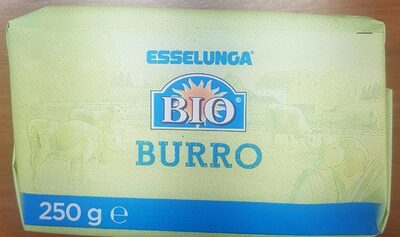 ESSELUNGA®
BIO®
BURRO
250 g ℮